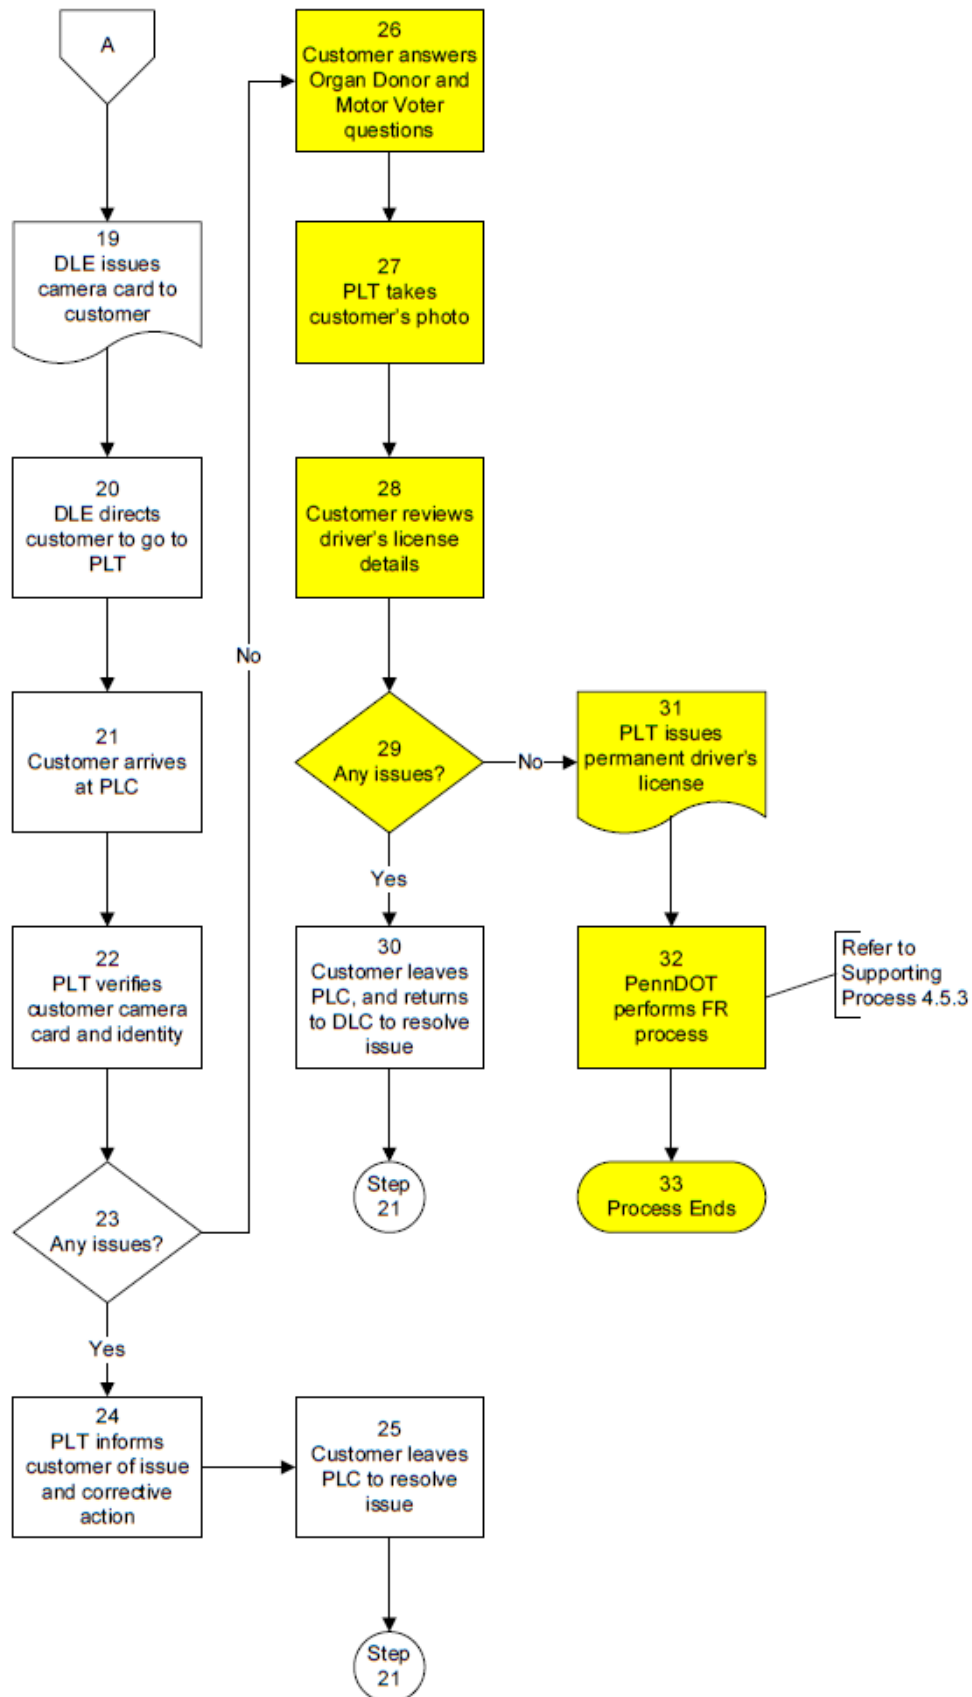 A
19
DLE issues
camera card to
customer
20
DLE directs
customer to go to
PLT
21
Customer arrives
at PLC
22
PLT verifies
customer camera
card and identity
23
Any issues?
No
Yes
24
PLT informs
customer of issue
and corrective
action
25
Customer leaves
PLC to resolve
issue
Step
21
26
Customer answers
Organ Donor and
Motor Voter
questions
27
PLT takes
customer's photo
28
Customer reviews
driver's license
details
29
Any issues?
Yes
30
Customer leaves
PLC, and returns
to DLC to resolve
issue
Step
21
No
31
PLT issues
permanent driver's
license
32
PennDOT
performs FR
process
Refer to
Supporting
Process 4.5.3
33
Process Ends